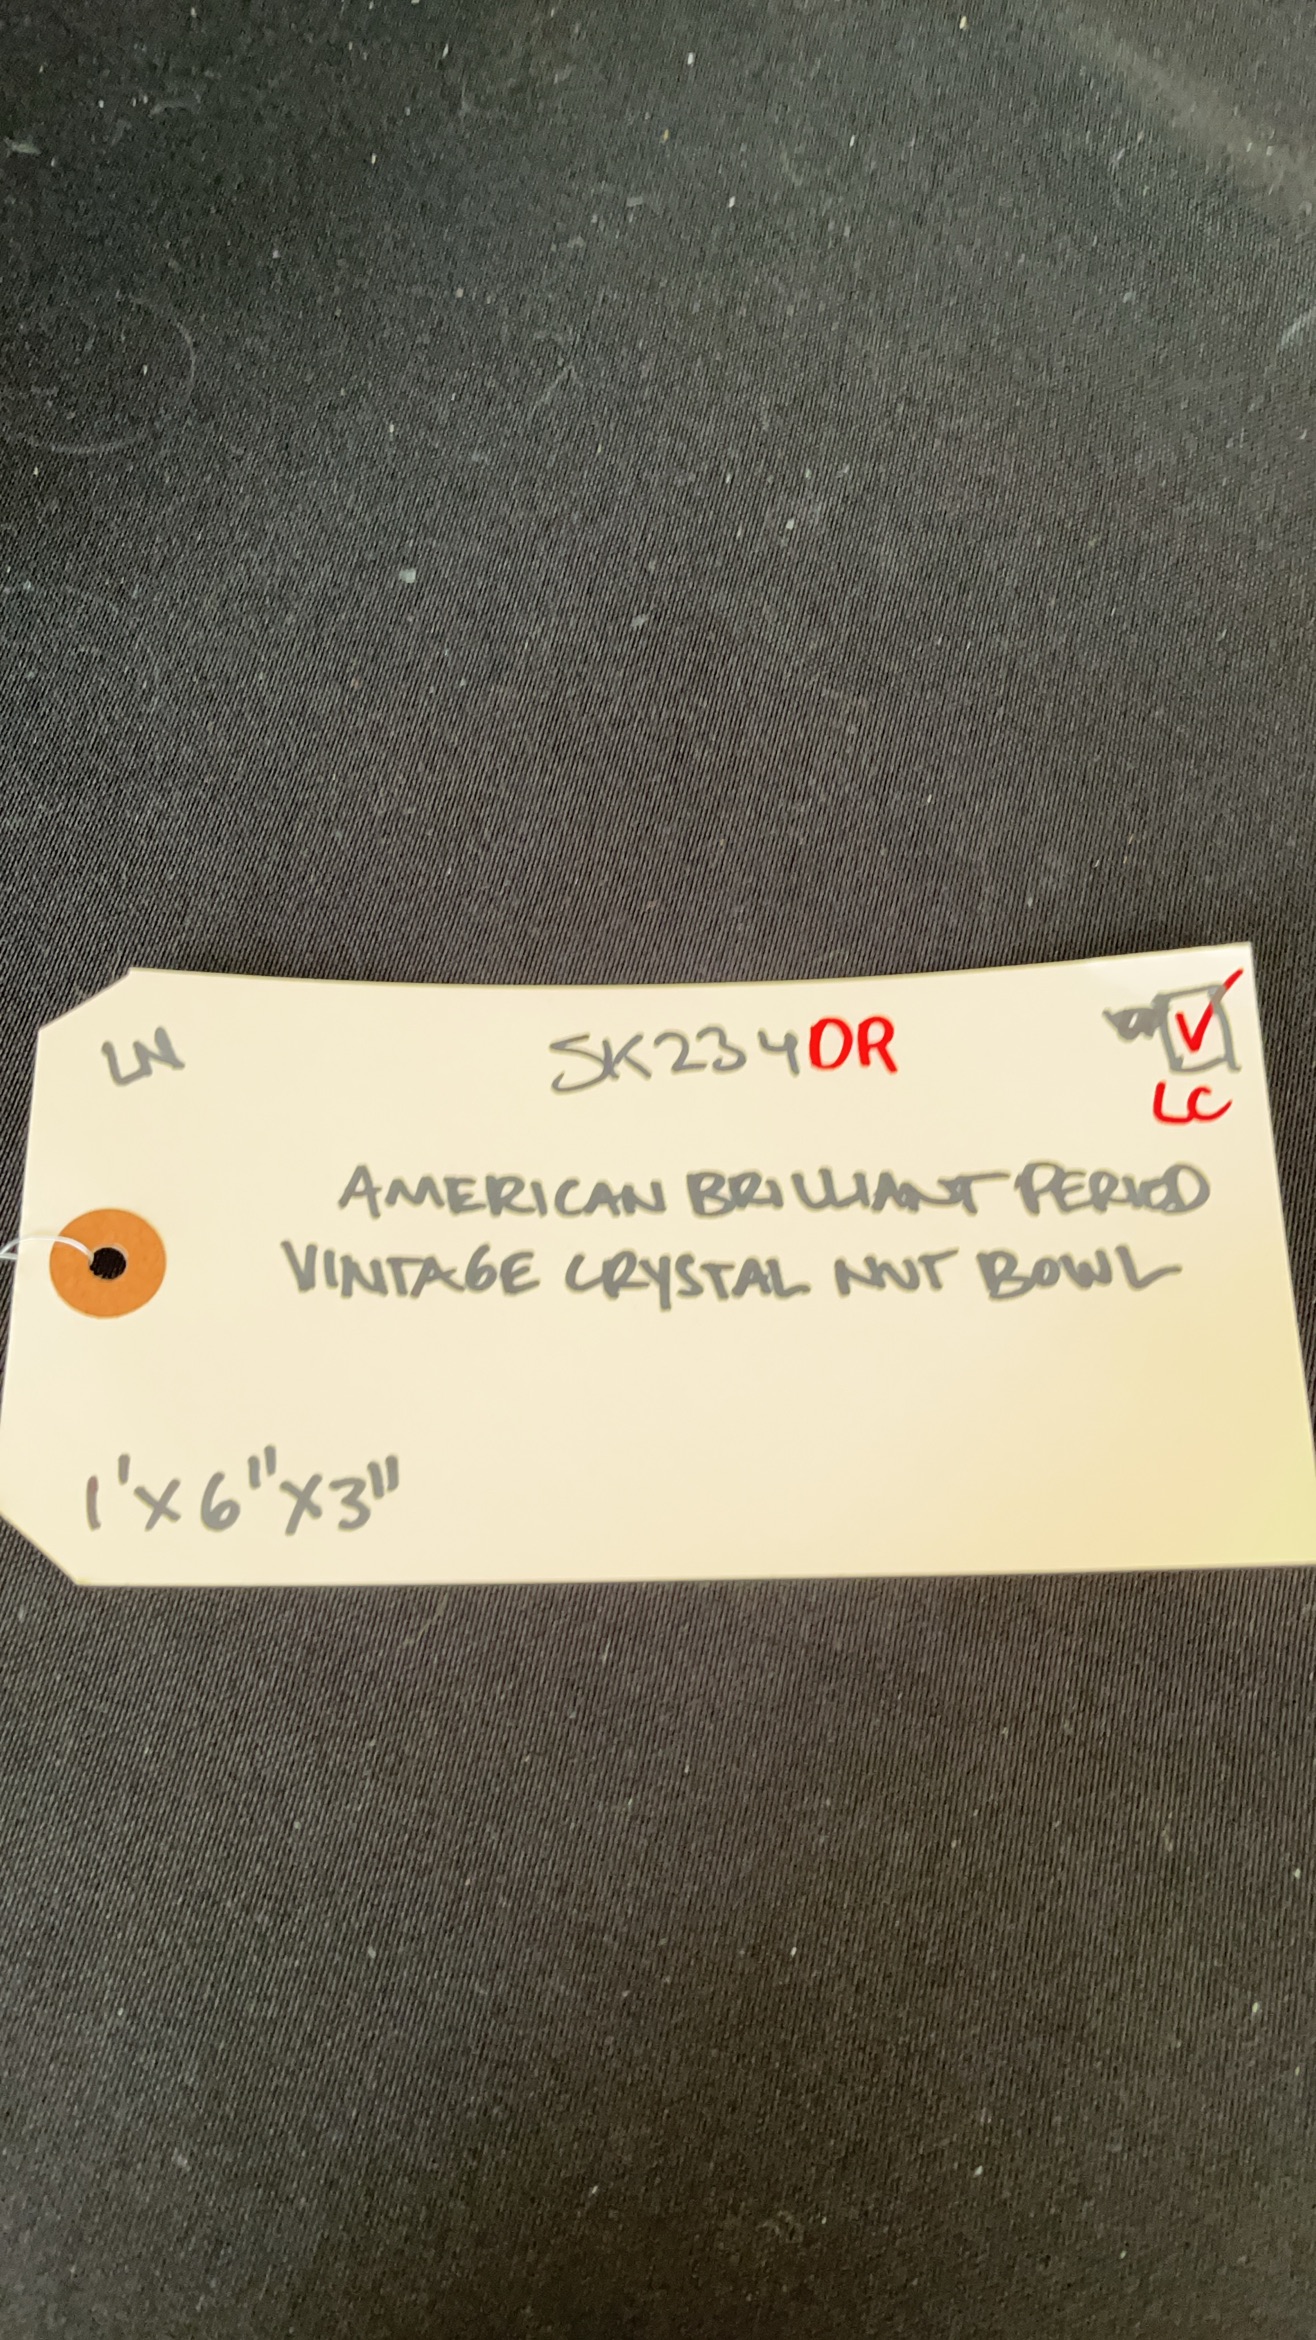 LN
SK234DR
V
LC
AMERICAN BRILLIANT PERIOD
VINTAGE CRYSTAL NUT BOWL
1'X6"X3"